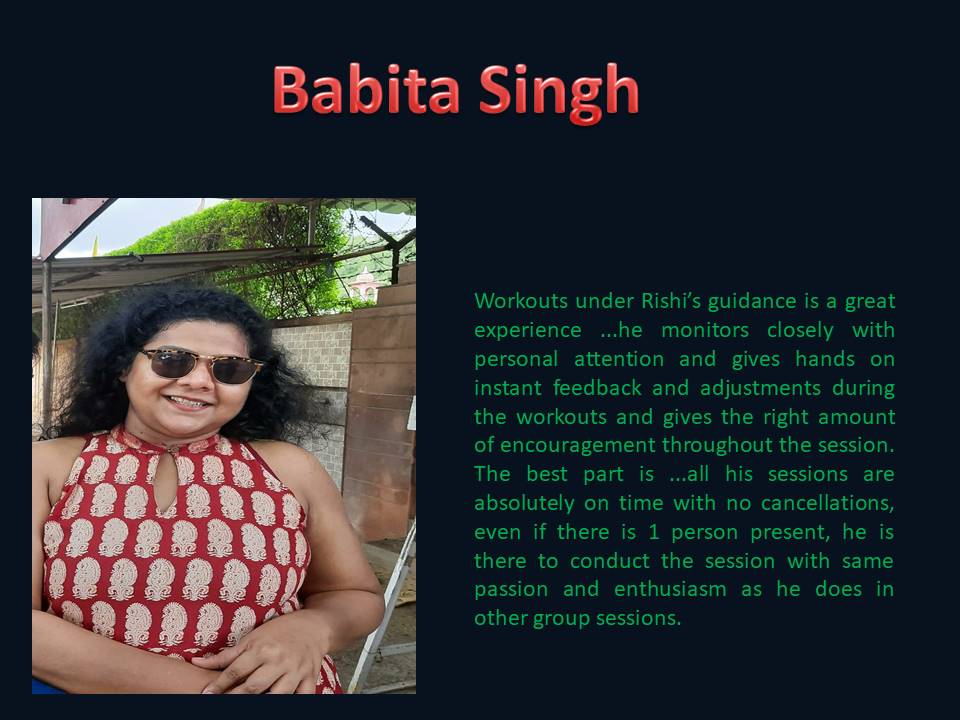 Babita Singh
Workouts under Rishi’s guidance is a great
experience ...he monitors closely with
personal attention and gives hands on
instant feedback and adjustments during
the workouts and gives the right amount
of encouragement throughout the session.
The best part is ...all his sessions are
absolutely on time with no cancellations,
even if there is 1 person present, he is
there to conduct the session with same
passion and enthusiasm as he does in
other group sessions.